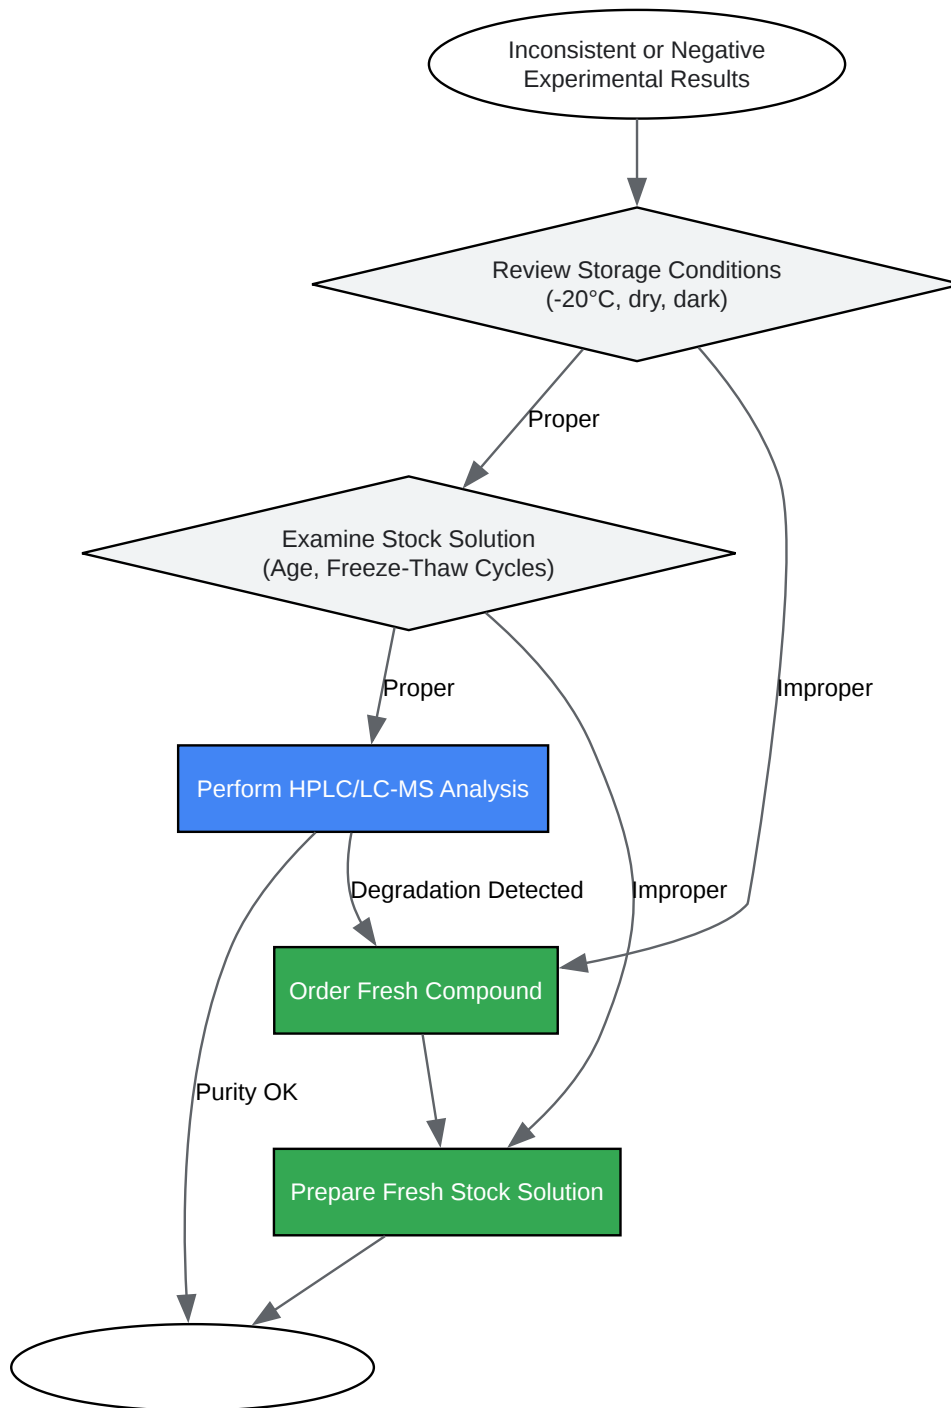 Inconsistent or Negative
Experimental Results
Review Storage Conditions
(-20°C, dry, dark)
Proper
Examine Stock Solution
(Age, Freeze-Thaw Cycles)
Proper
Improper
Perform HPLC/LC-MS Analysis
Degradation Detected
Improper
Order Fresh Compound
Purity OK
Prepare Fresh Stock Solution